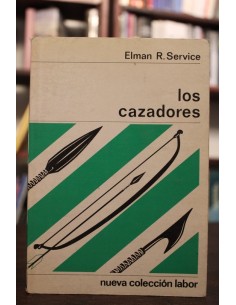 Elman R. Service
los
cazadores
nueva colección labor